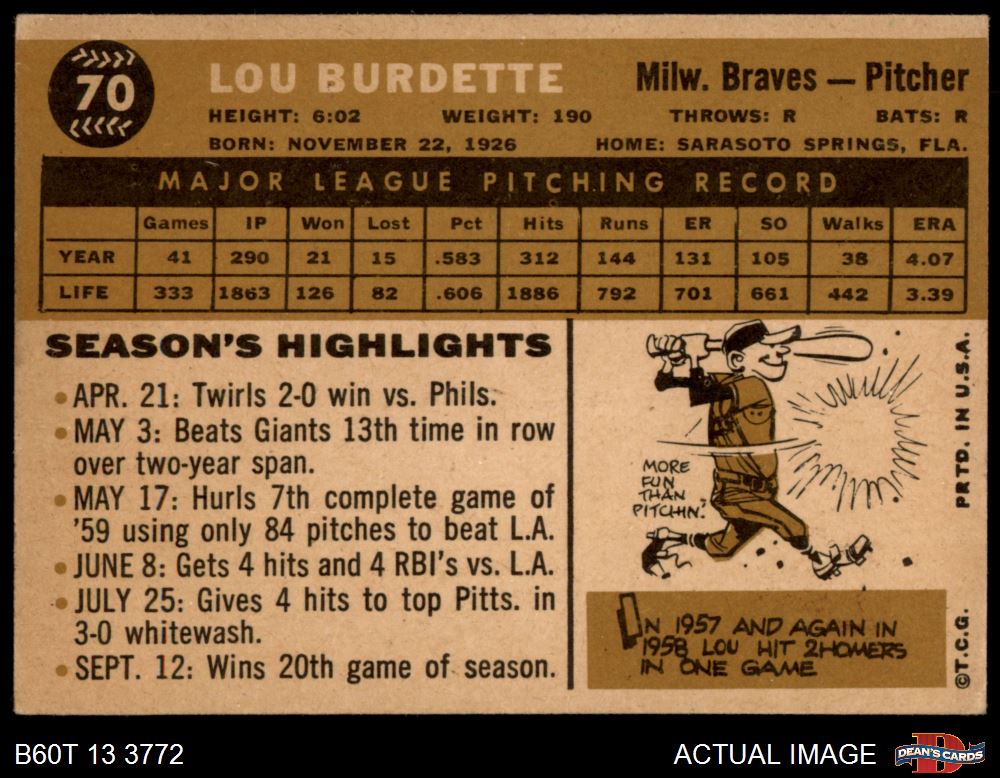 70
LOU BURDETTE
Milw. Braves — Pitcher
HEIGHT: 6:02 WEIGHT: 190 THROWS: R BATS: R
BORN: NOVEMBER 22, 1926 HOME: SARASOTO SPRINGS, FLA.
MAJOR LEAGUE PITCHING RECORD
Games IP Won Lost Pct Hits Runs ER SO Walks ERA
YEAR 41 290 21 15 .583 312 144 131 105 38 4.07
LIFE 333 1863 126 82 .606 1886 792 701 661 442 3.39
SEASON'S HIGHLIGHTS
• APR. 21: Twirls 2-0 win vs. Phils.
• MAY 3: Beats Giants 13th time in row
over two-year span.
• MAY 17: Hurls 7th complete game of
'59 using only 84 pitches to beat L.A.
• JUNE 8: Gets 4 hits and 4 RBI's vs. L.A.
• JULY 25: Gives 4 hits to top Pitts. in
3-0 whitewash.
• SEPT. 12: Wins 20th game of season.
MORE
FUN
THAN
PITCHIN'
IN 1957 AND AGAIN IN
1958 LOU HIT 2 HOMERS
IN ONE GAME
PRTD. IN U.S.A.
©T.C.G.
B60T 13 3772
ACTUAL IMAGE
DEAN'S CARDS